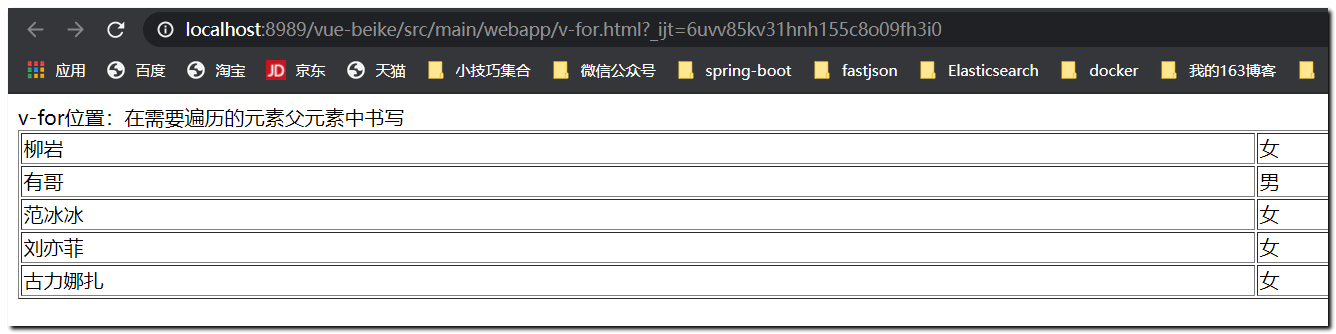 localhost:8989/vue-beike/src/main/webapp/v-for.html?_ijt=6uvv85kv31hnh155c8o09fh3i0
应用 百度 淘宝 JD 京东 天猫 小技巧集合 微信公众号 spring-boot fastjson Elasticsearch docker 我的163博客
v-for位置：在需要遍历的元素父元素中书写
柳岩 女
有哥 男
范冰冰 女
刘亦菲 女
古力娜扎 女